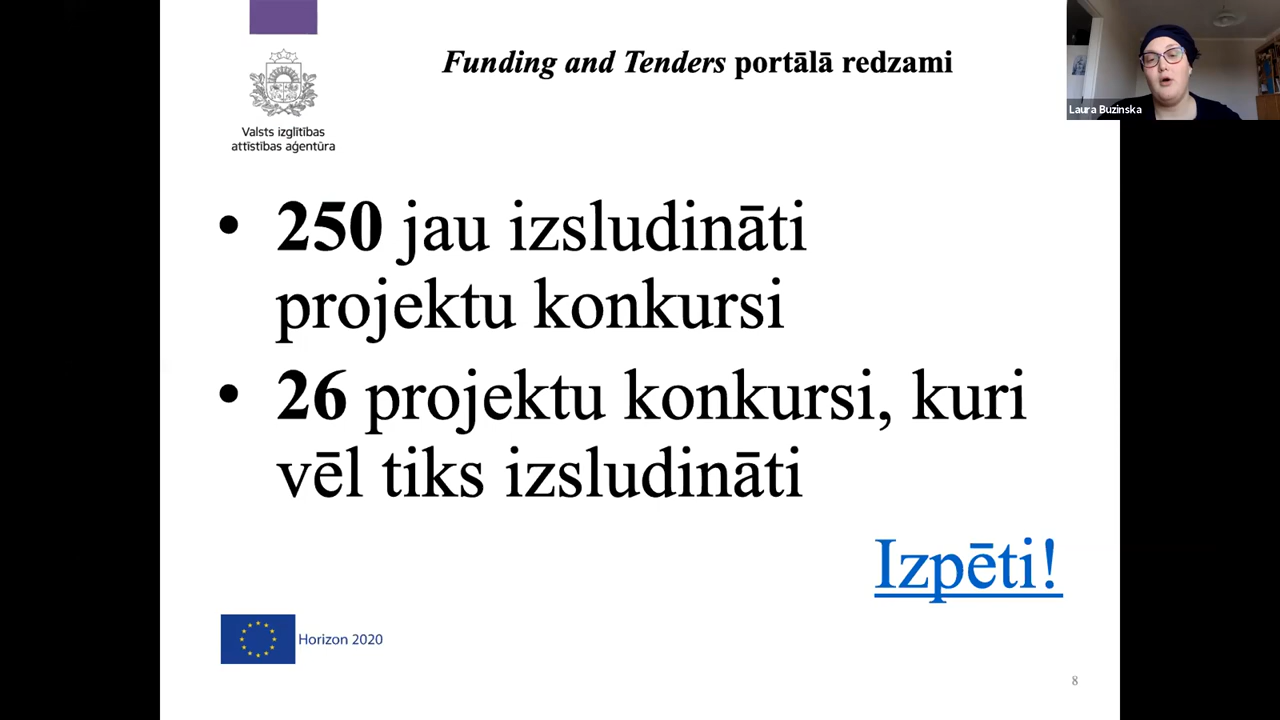 Funding and Tenders portālā redzami
Laura Buzinska
Valsts izglītības
attīstības aģentūra
• 250 jau izsludināti
projektu konkursi
• 26 projektu konkursi, kuri
vēl tiks izsludināti
Izpēti!
Horizon 2020
8